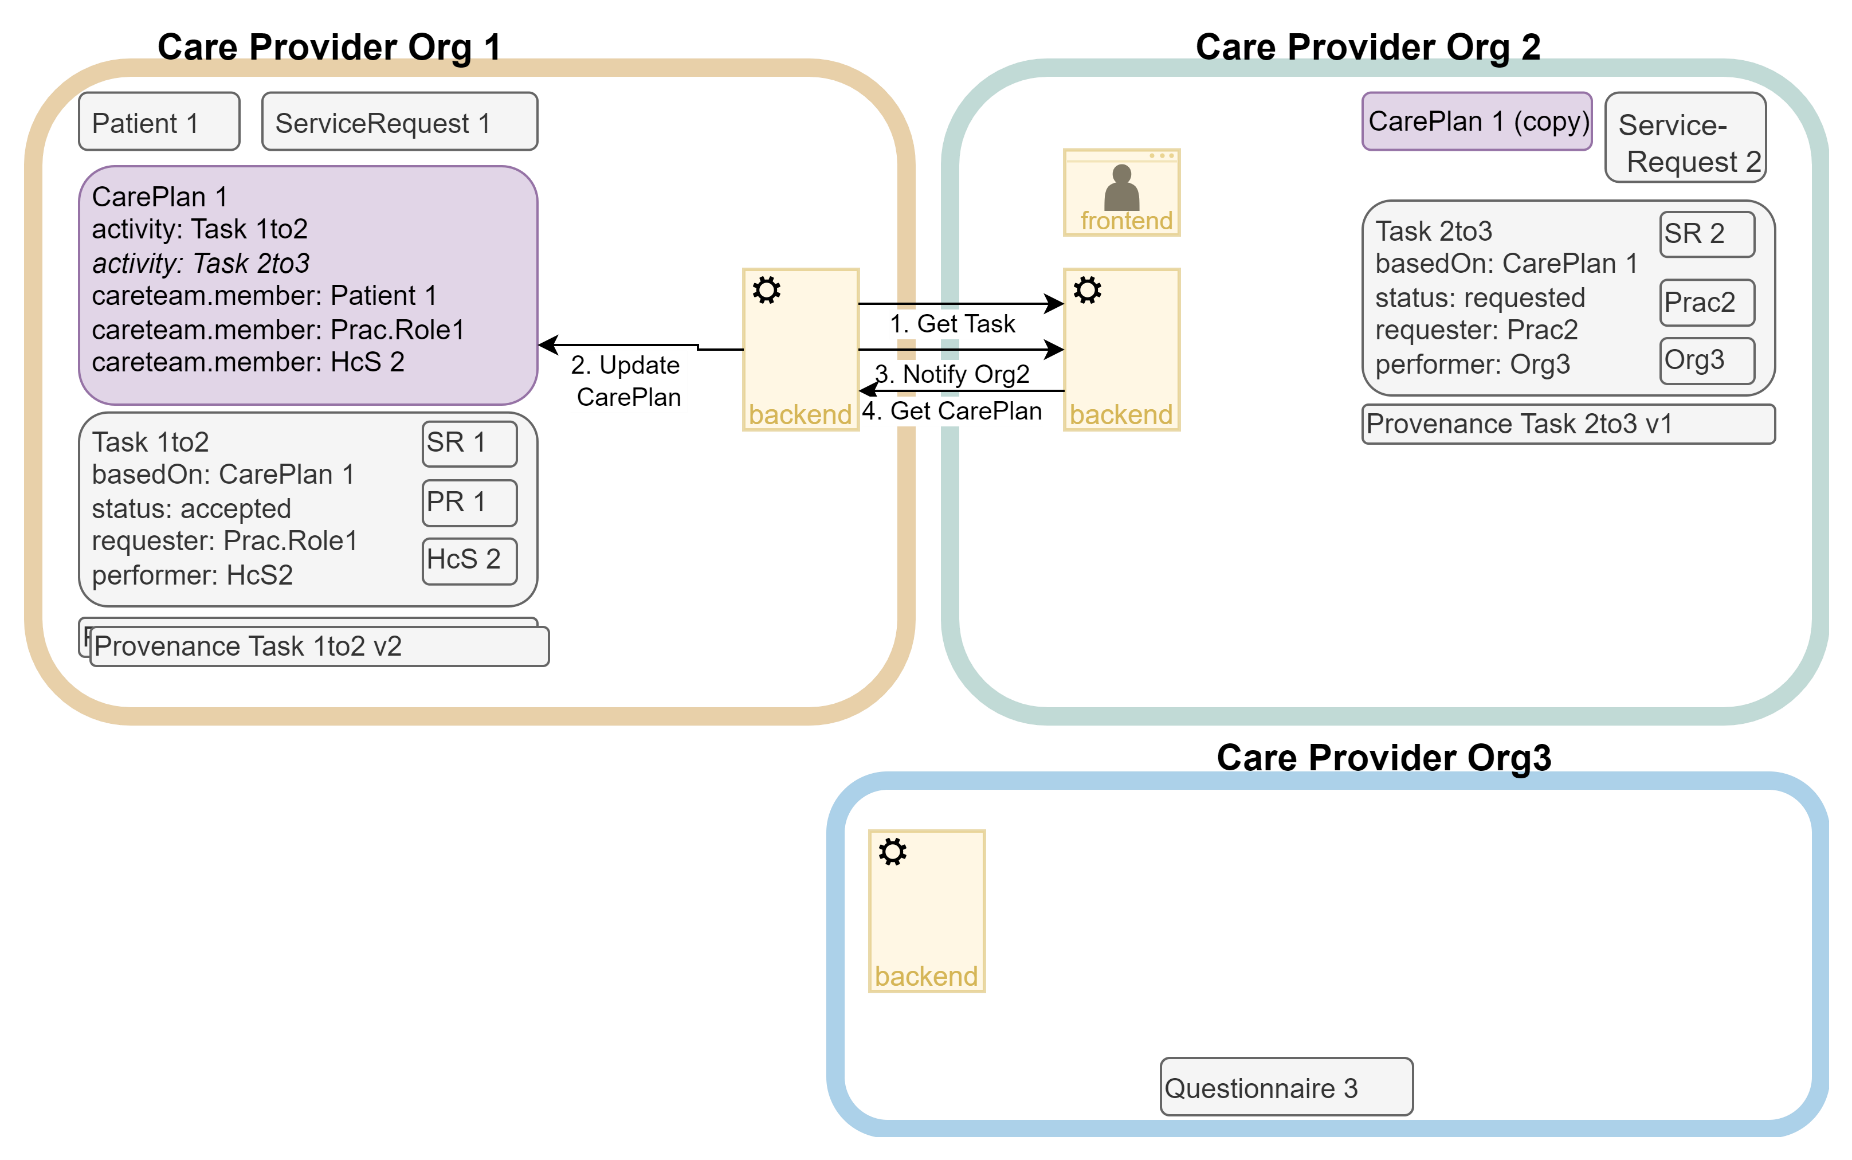 Care Provider Org 1
Patient 1
ServiceRequest 1
CarePlan 1
activity: Task 1to2
activity: Task 2to3
careteam.member: Patient 1
careteam.member: Prac.Role1
careteam.member: HcS 2
Task 1to2
basedOn: CarePlan 1
status: accepted
requester: Prac.Role1
performer: HcS2
SR 1
PR 1
HcS 2
Provenance Task 1to2 v2
2. Update
CarePlan
backend
1. Get Task
3. Notify Org2
4. Get CarePlan
Care Provider Org 2
frontend
backend
CarePlan 1 (copy)
Service-
Request 2
Task 2to3
basedOn: CarePlan 1
status: requested
requester: Prac2
performer: Org3
SR 2
Prac2
Org3
Provenance Task 2to3 v1
Care Provider Org3
backend
Questionnaire 3